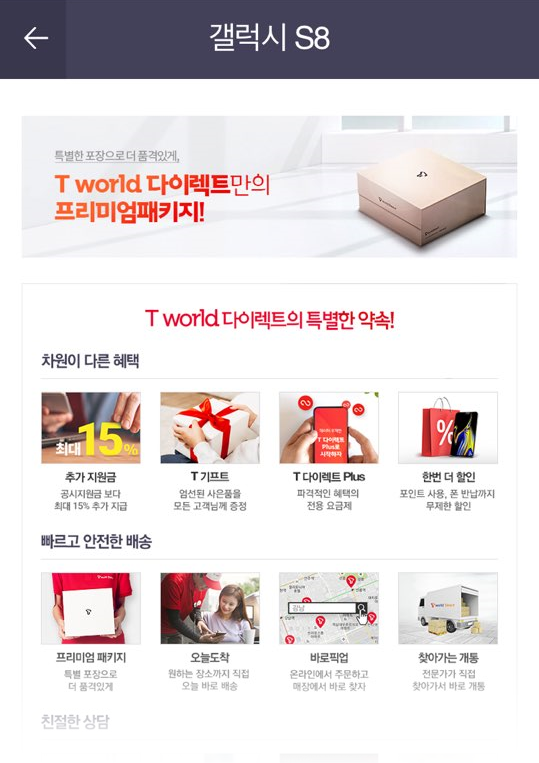 갤럭시 S8
특별한 포장으로 더 품격있게,
T world 다이렉트만의
프리미엄패키지!
T world 다이렉트의 특별한 약속!
차원이 다른 혜택
최대 15%
T 다이렉트
Plus로
시작하자
%
추가 지원금
T 기프트
T 다이렉트 Plus
한번 더 할인
공시지원금 보다
최대 15% 추가 지급
엄선된 사은품을
모든 고객님께 증정
파격적인 혜택의
전용 요금제
포인트 사용, 폰 반납까지
무제한 할인
빠르고 안전한 배송
강남
프리미엄 패키지
오늘도착
바로픽업
찾아가는 개통
특별 포장으로
더 품격있게
원하는 장소까지 직접
오늘 바로 배송
온라인에서 주문하고
매장에서 바로 찾자
전문가가 직접
찾아가서 바로 개통
친절한 상담